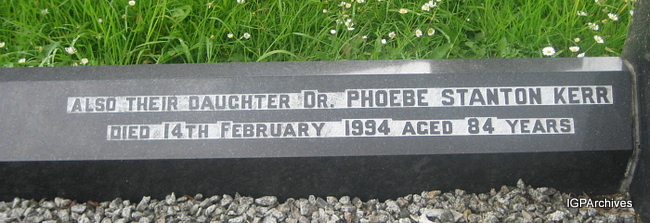 ALSO THEIR DAUGHTER DR. PHOEBE STANTON KERR
DIED 14TH FEBRUARY 1994 AGED 84 YEARS
IGPArchives